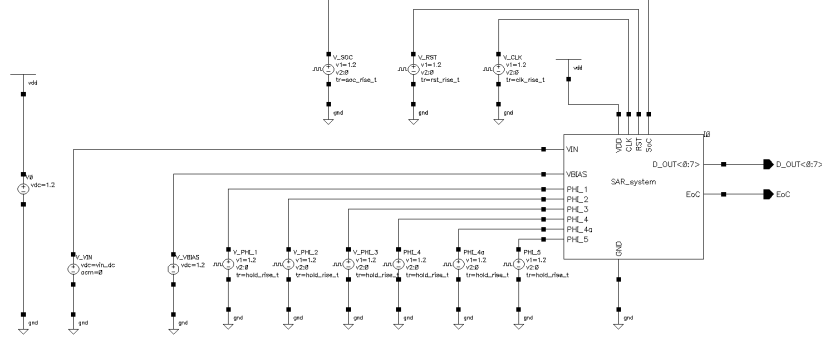 V_SOC
v1=1.2
v2:0
tr=soc_rise_t
gnd
V_RST
v1=1.2
v2:0
tr=rst_rise_t
gnd
V_CLK
v1=1.2
v2:0
tr=clk_rise_t
gnd
vdd
vdd
VDD
CLK
RST
SoC
VIN
VBIAS
PHI_1
PHI_2
PHI_3
PHI_4
PHI_4a
PHI_5
GND
SAR_system
D_OUT<0:7>
EoC
D_OUT<0:7>
EoC
V0
vdc=1.2
gnd
V_VIN
vdc=vin_dc
acm=0
gnd
V_VBIAS
vdc=1.2
gnd
V_PHI_1
v1=1.2
v2:0
tr=hold_rise_t
gnd
V_PHI_2
v1=1.2
v2:0
tr=hold_rise_t
gnd
V_PHI_3
v1=1.2
v2:0
tr=hold_rise_t
gnd
PHI_4
v1=1.2
v2:0
tr=hold_rise_t
gnd
PHI_4a
v1=1.2
v2:0
tr=hold_rise_t
gnd
PHI_5
v1=1.2
v2:0
tr=hold_rise_t
gnd
gnd